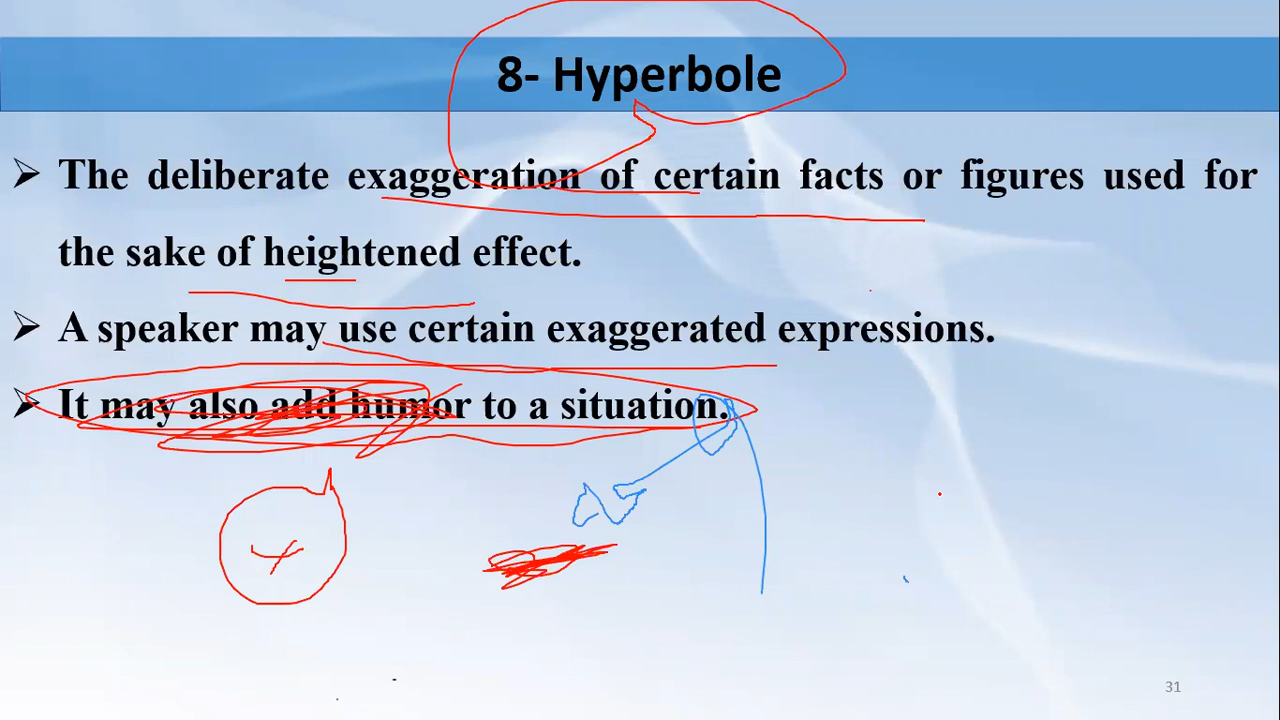 8- Hyperbole
➢ The deliberate exaggeration of certain facts or figures used for
the sake of heightened effect.
➢ A speaker may use certain exaggerated expressions.
➢ It may also add humor to a situation.
31